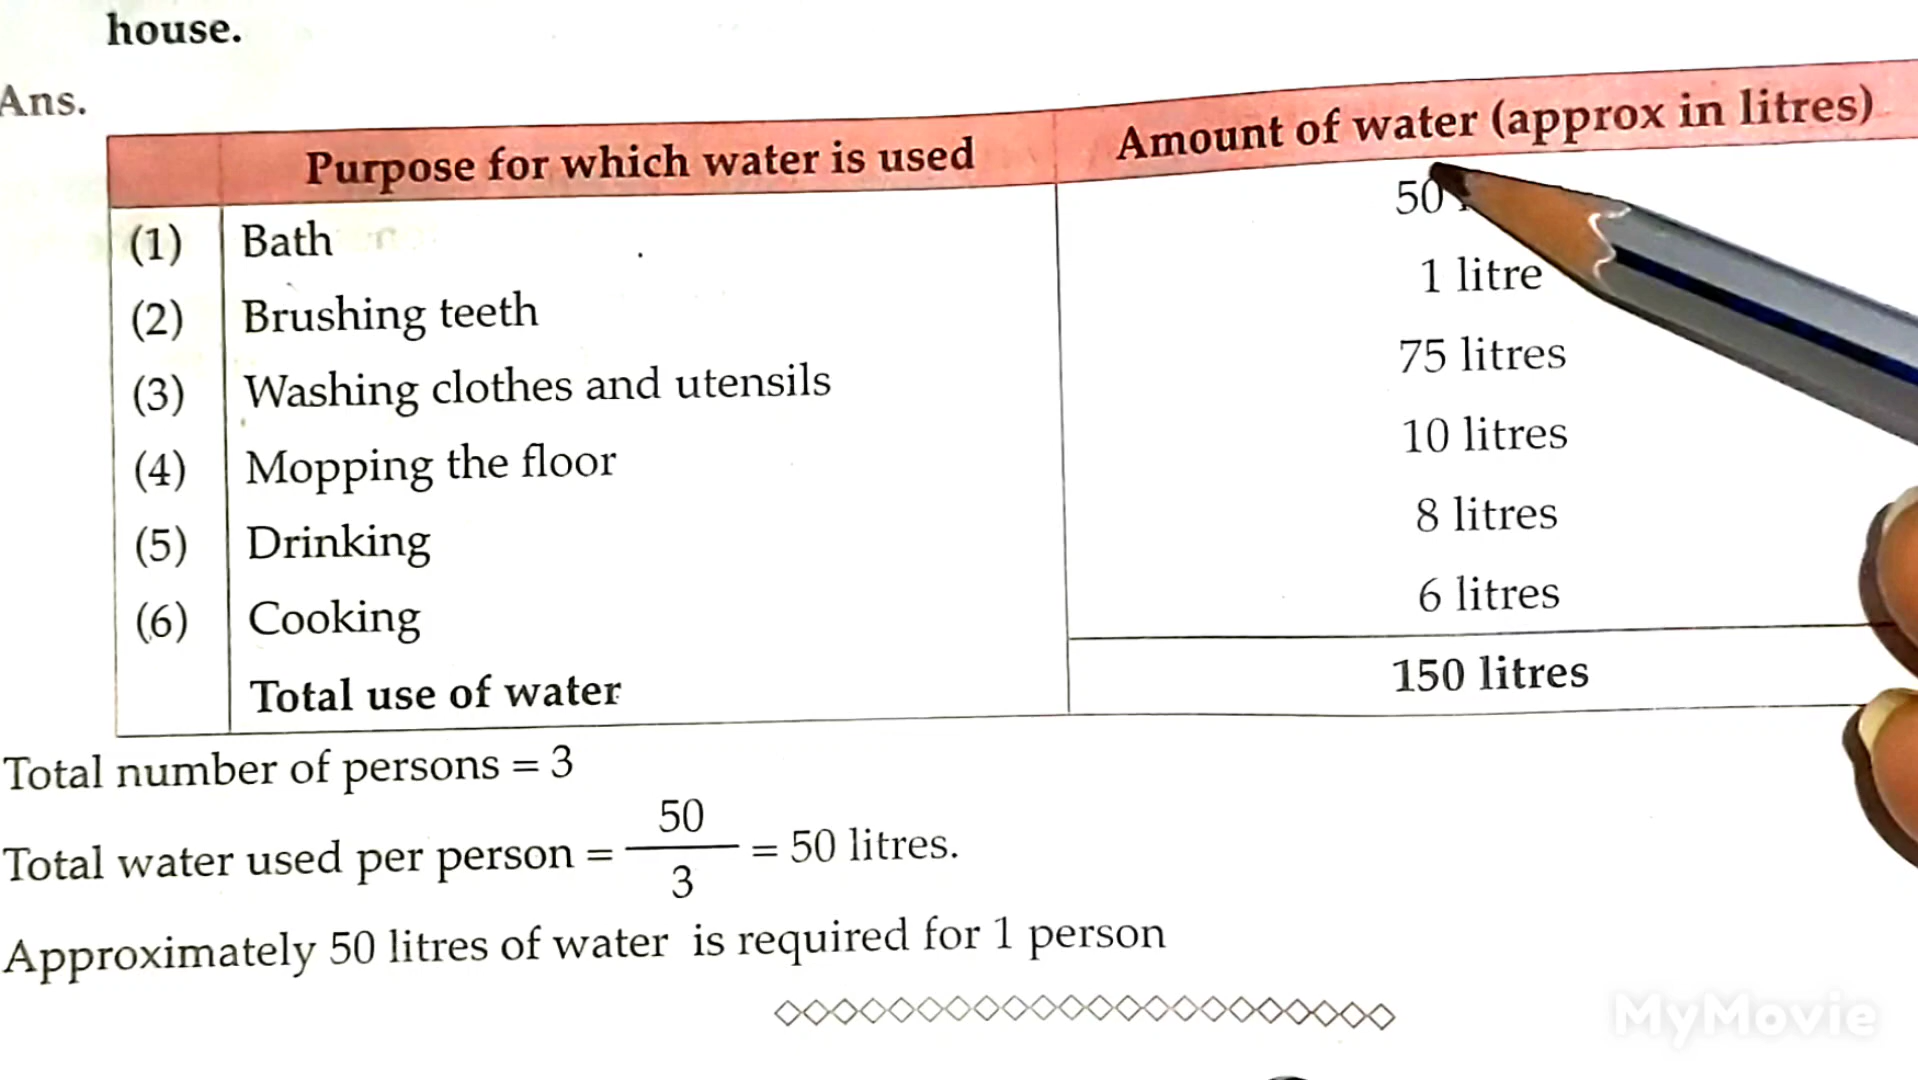 house.
Ans.
Purpose for which water is used Amount of water (approx in litres)
(1) Bath 50
(2) Brushing teeth 1 litre
(3) Washing clothes and utensils 75 litres
(4) Mopping the floor 10 litres
(5) Drinking 8 litres
(6) Cooking 6 litres
Total use of water 150 litres
Total number of persons = 3
Total water used per person = 50/3 = 50 litres.
Approximately 50 litres of water is required for 1 person
MyMovie